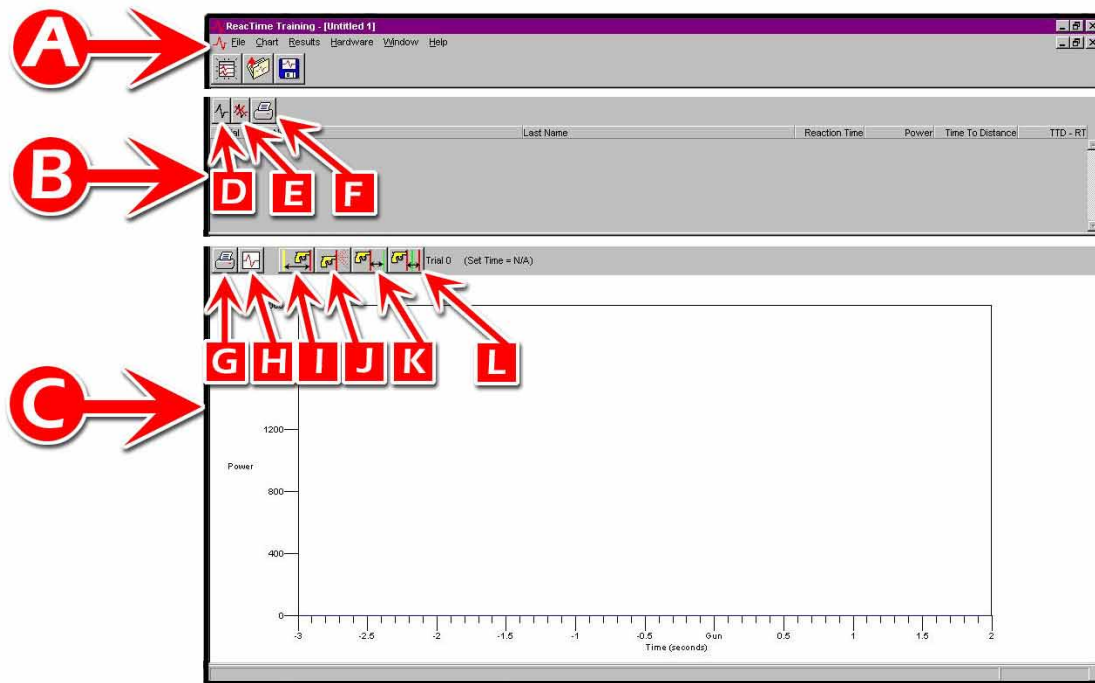 A
ReacTime Training - [Untitled 1]
File Chart Results Hardware Window Help
B
Last Name Reaction Time Power Time To Distance TTD - RT
D E F
C
Trial 0 (Set Time = N/A)
G H I J K L
1200
Power
800
400
0
-3 -2.5 -2 -1.5 -1 -0.5 Gun 0.5 1 1.5 2
Time (seconds)